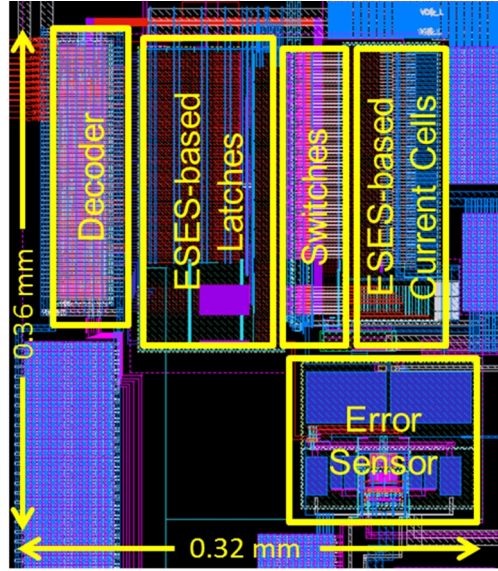 Decoder
ESES-based
Latches
Switches
ESES-based
Current Cells
0.36 mm
Error
Sensor
0.32 mm